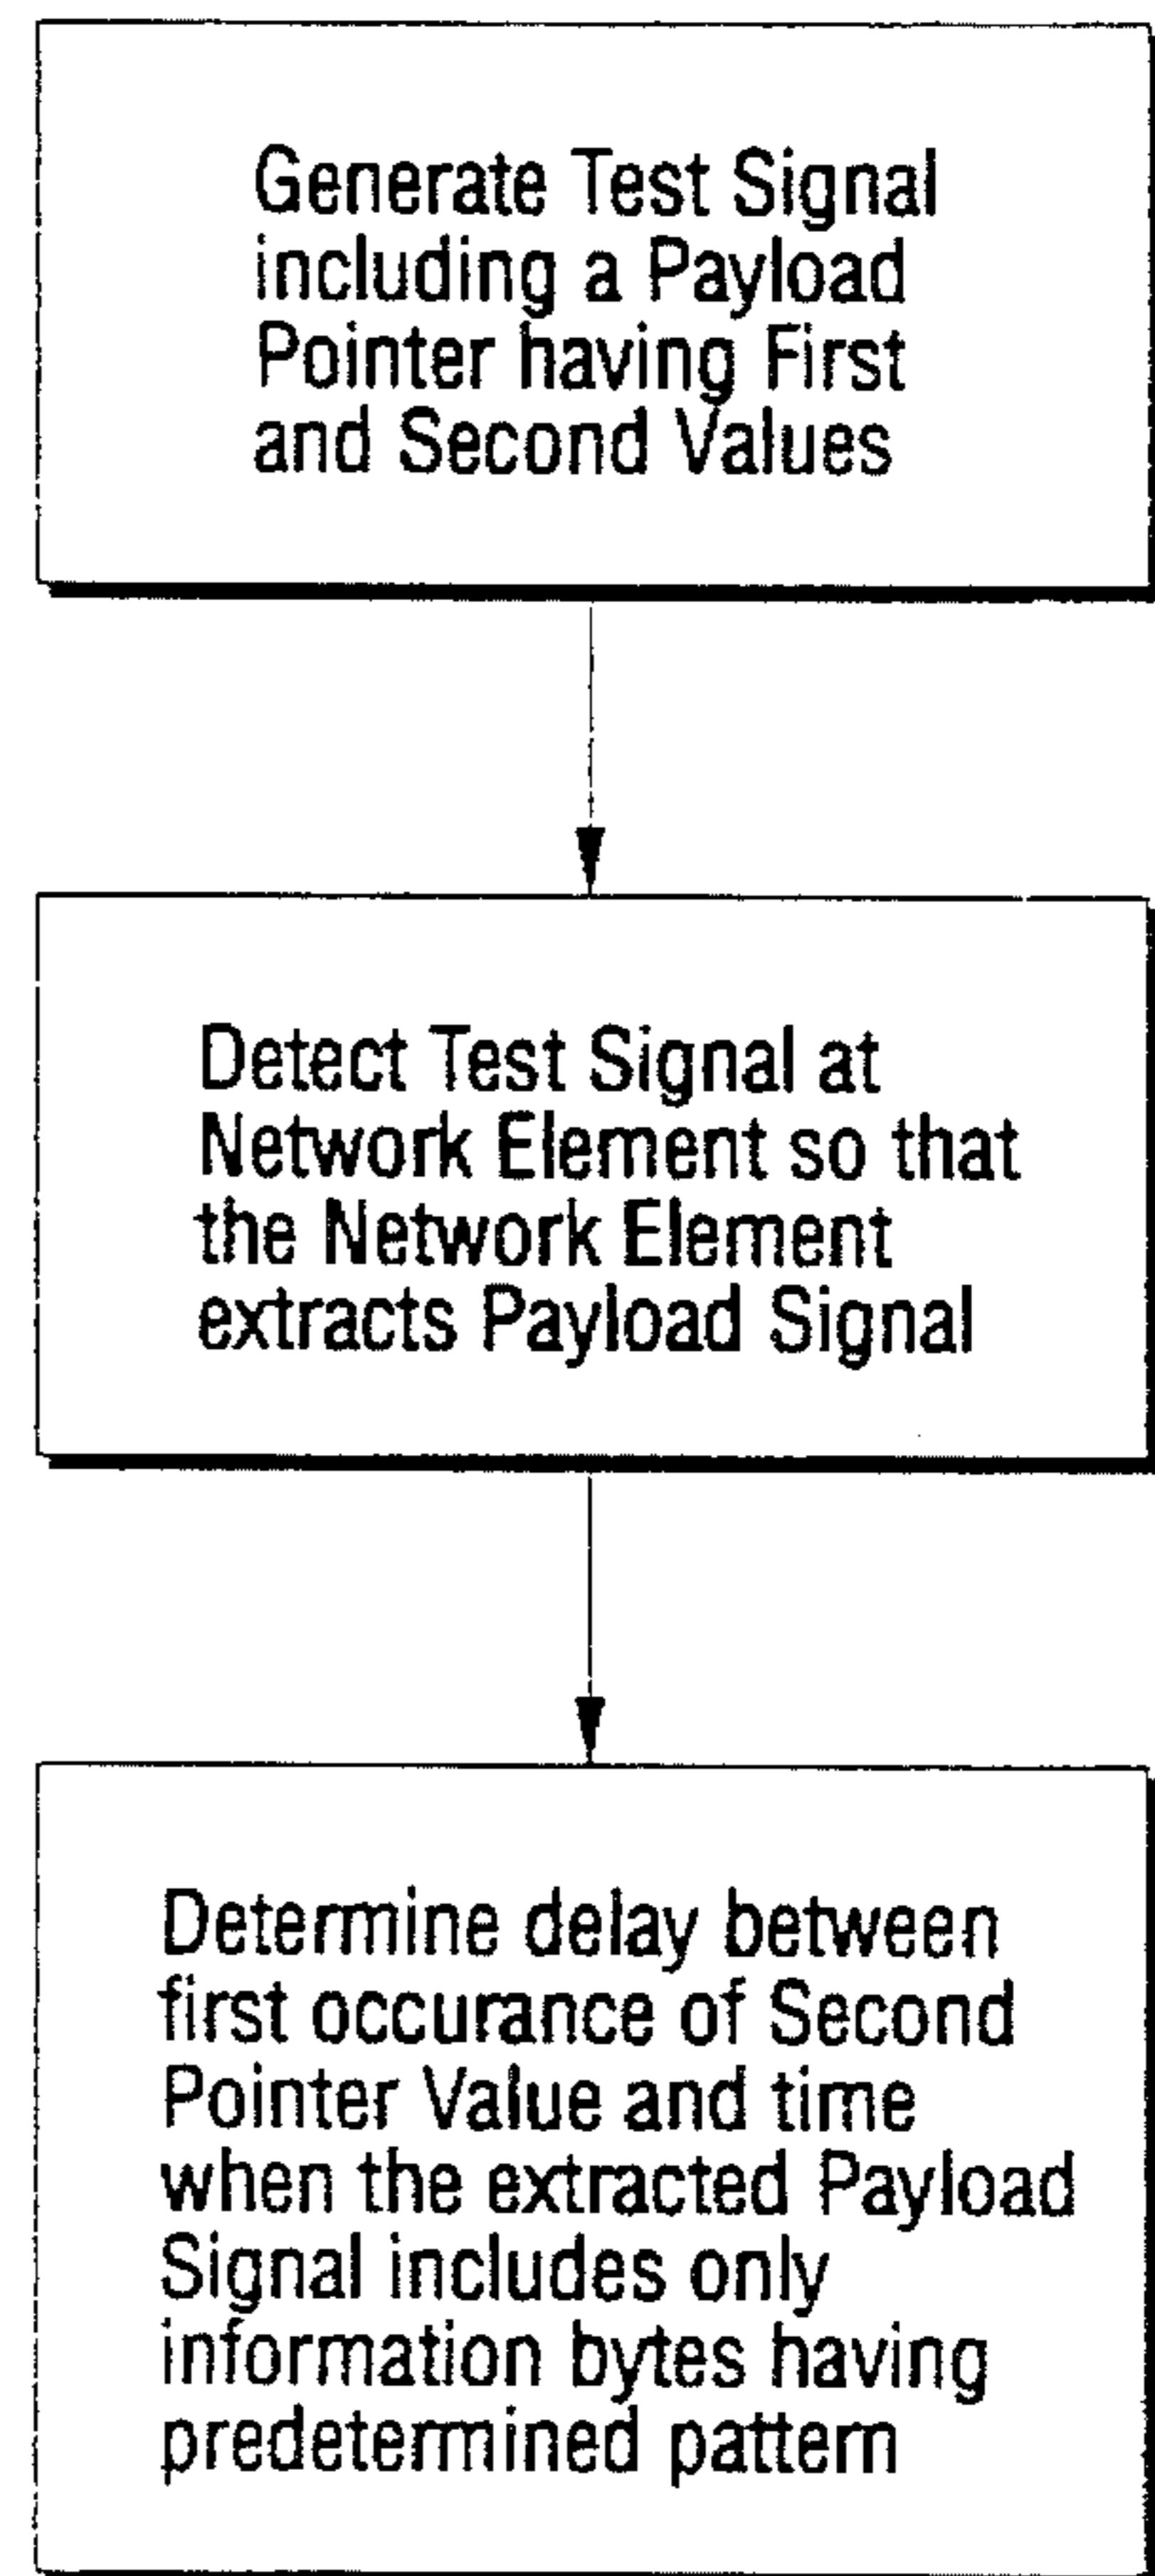 Generate Test Signal
including a Payload
Pointer having First
and Second Values
Detect Test Signal at
Network Element so that
the Network Element
extracts Payload Signal
Determine delay between
first occurance of Second
Pointer Value and time
when the extracted Payload
Signal includes only
information bytes having
predetermined pattern